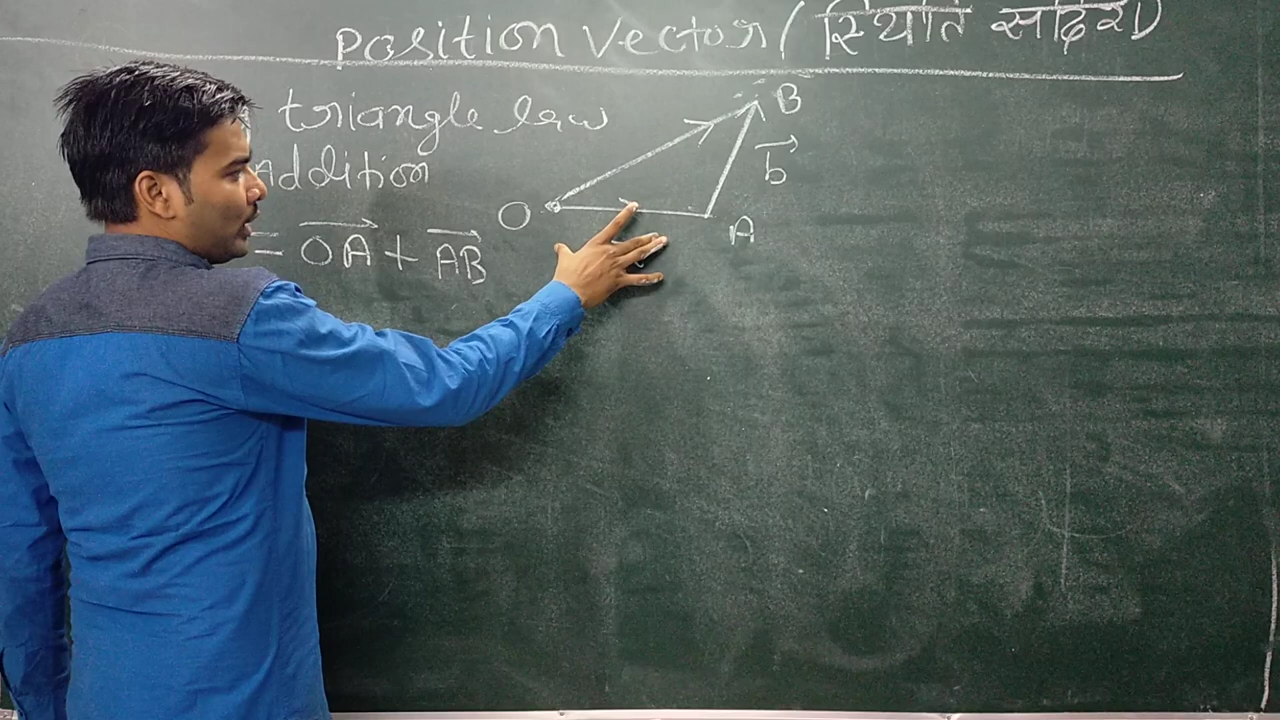 Position Vector (स्थिति सदिश)
triangle law
Addition
= OA + AB
B
b
O
A